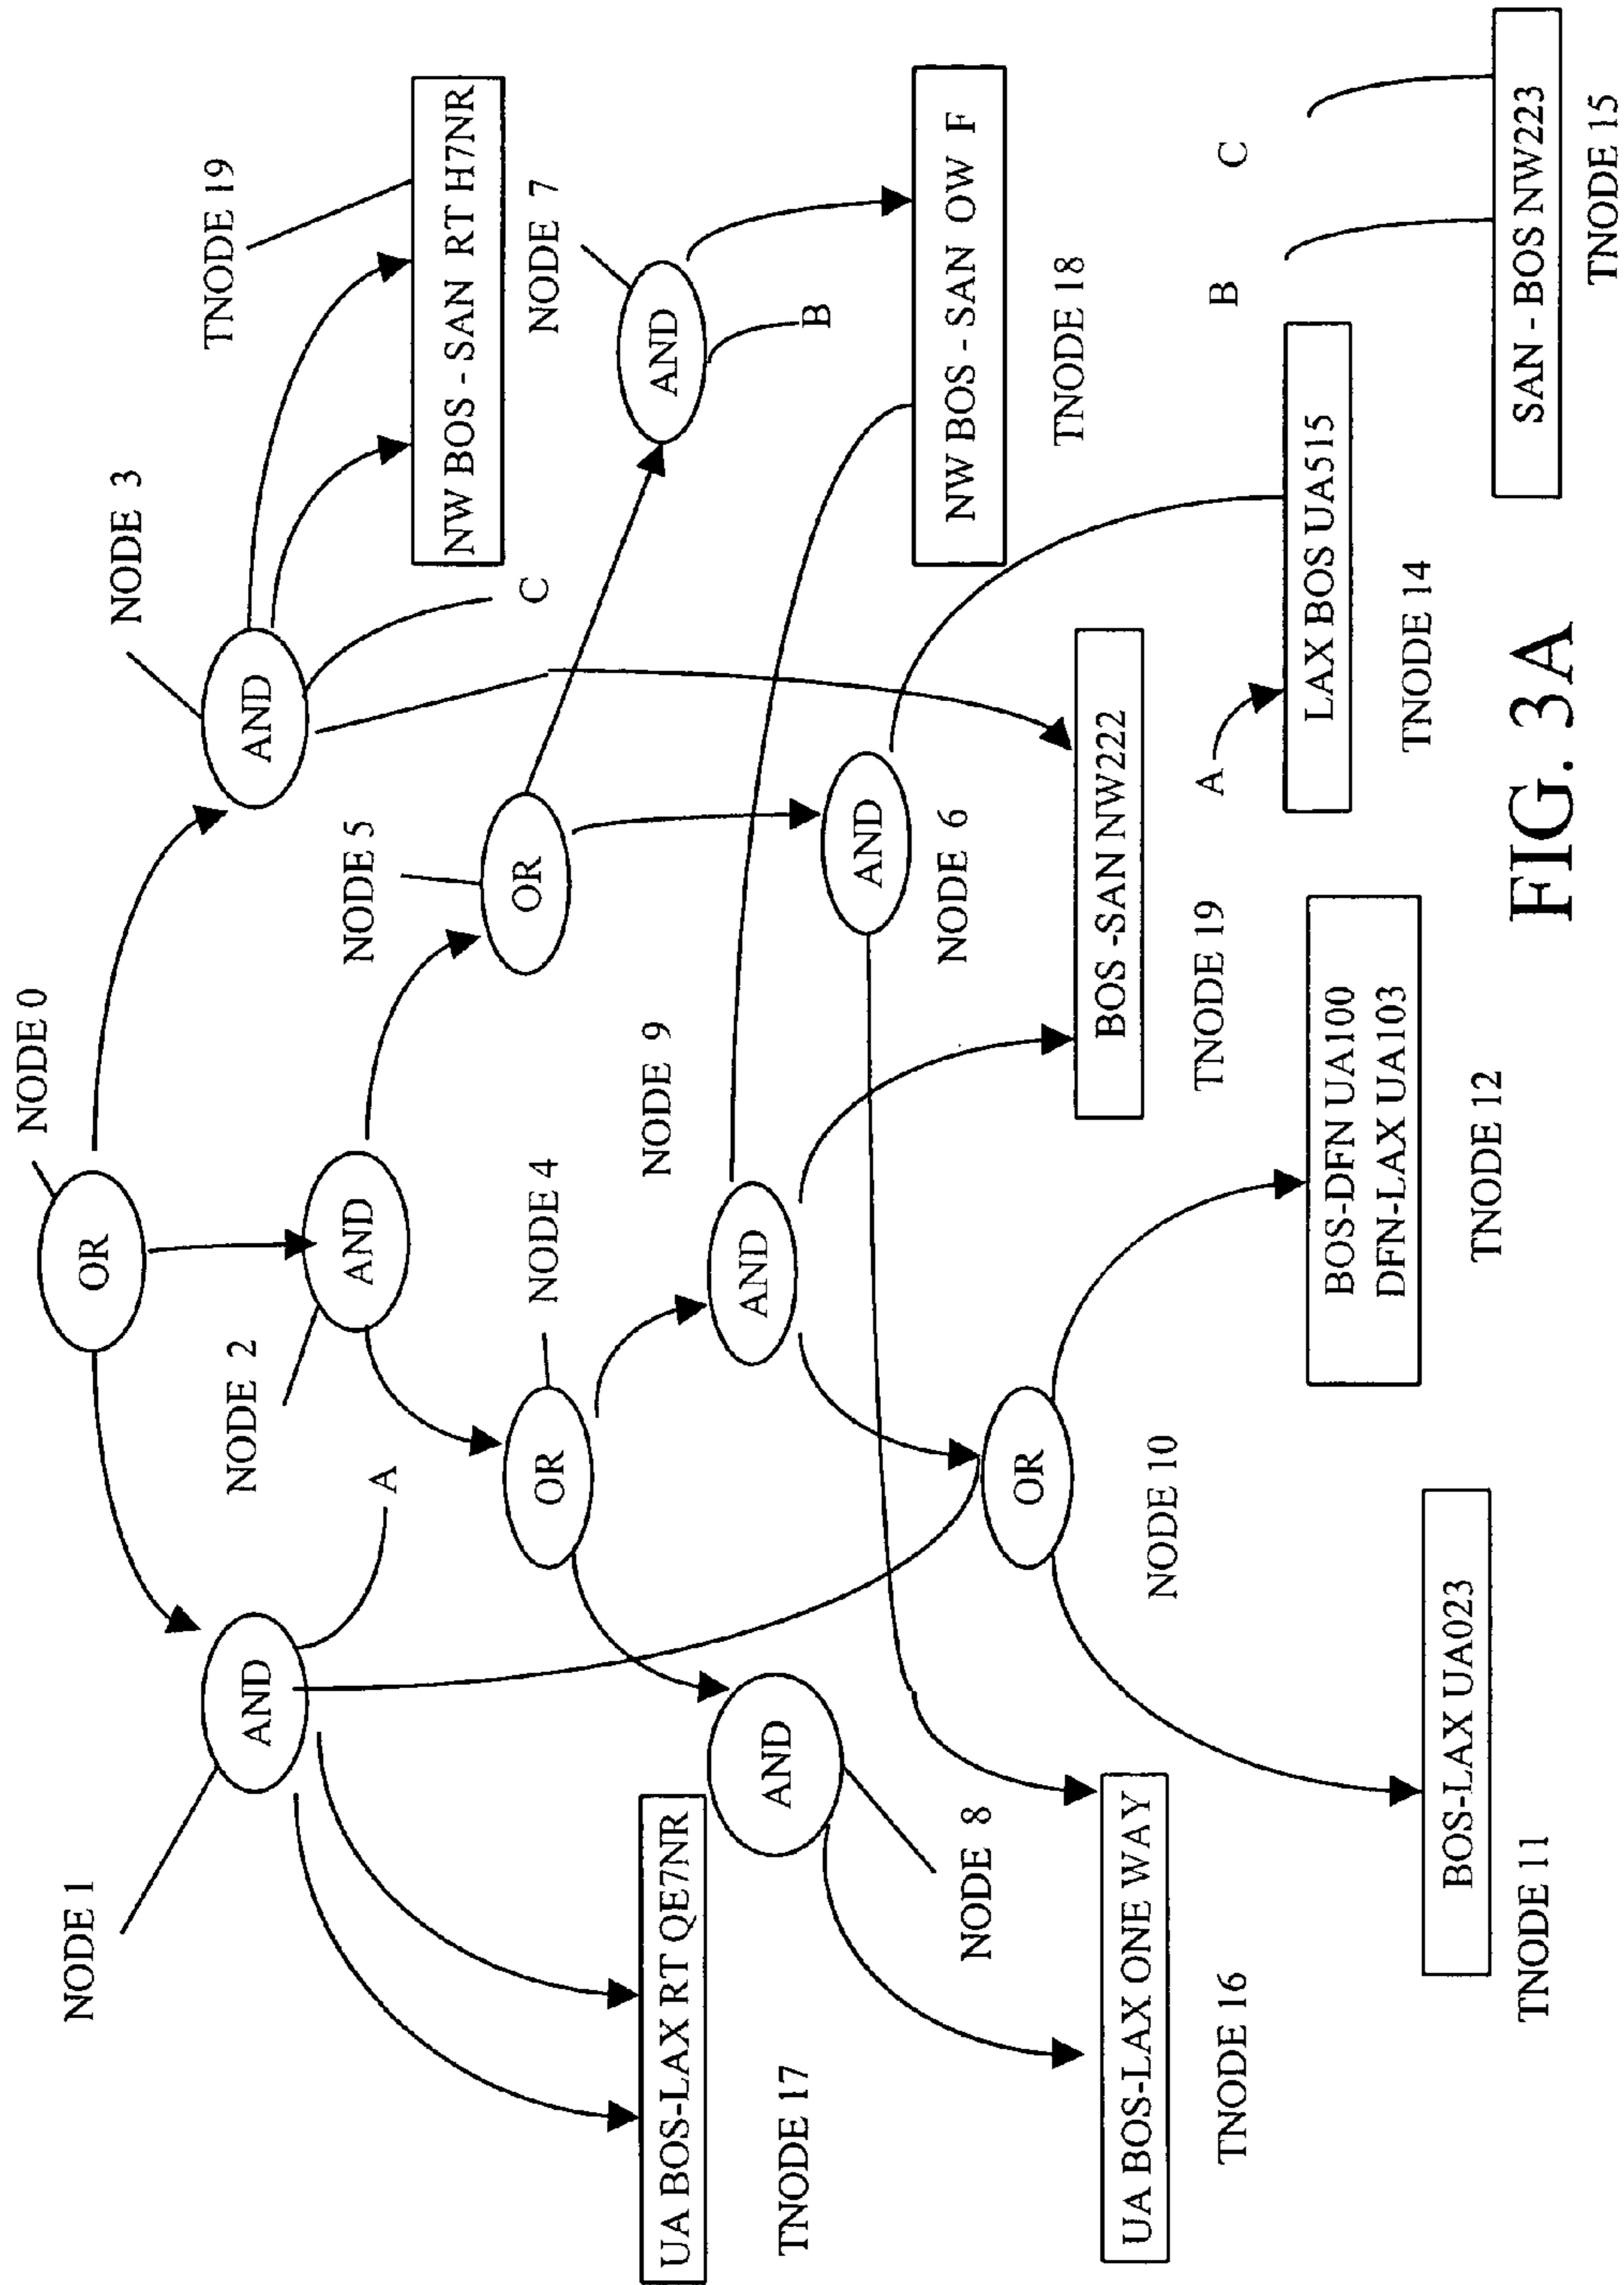 NODE 0
OR
NODE 1
AND
NODE 2
AND
A
NODE 3
AND
TNODE 19
NW BOS - SAN RT H7NR
C
NODE 4
OR
NODE 5
OR
NODE 7
AND
B
UA BOS-LAX RT QE7NR
TNODE 17
AND
NODE 8
NODE 9
AND
AND
NODE 6
NW BOS - SAN OW F
TNODE 18
OR
NODE 10
BOS -SAN NW222
TNODE 19
UA BOS-LAX ONE WAY
TNODE 16
A
B
C
BOS-DFN UA100
DFN-LAX UA103
TNODE 12
LAX BOS UA515
TNODE 14
BOS-LAX UA023
TNODE 11
SAN - BOS NW223
TNODE 15
FIG. 3A